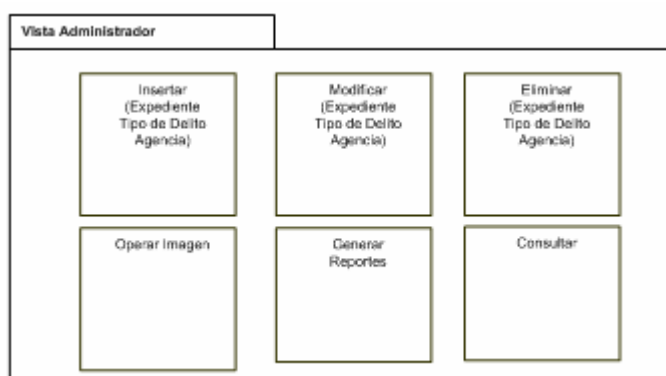 Vista Administrador
Insertar
(Expediente
Tipo de Delito
Agencia)
Modificar
(Expediente
Tipo de Delito
Agencia)
Eliminar
(Expediente
Tipo de Delito
Agencia)
Operar Imagen
Generar
Reportes
Consultar